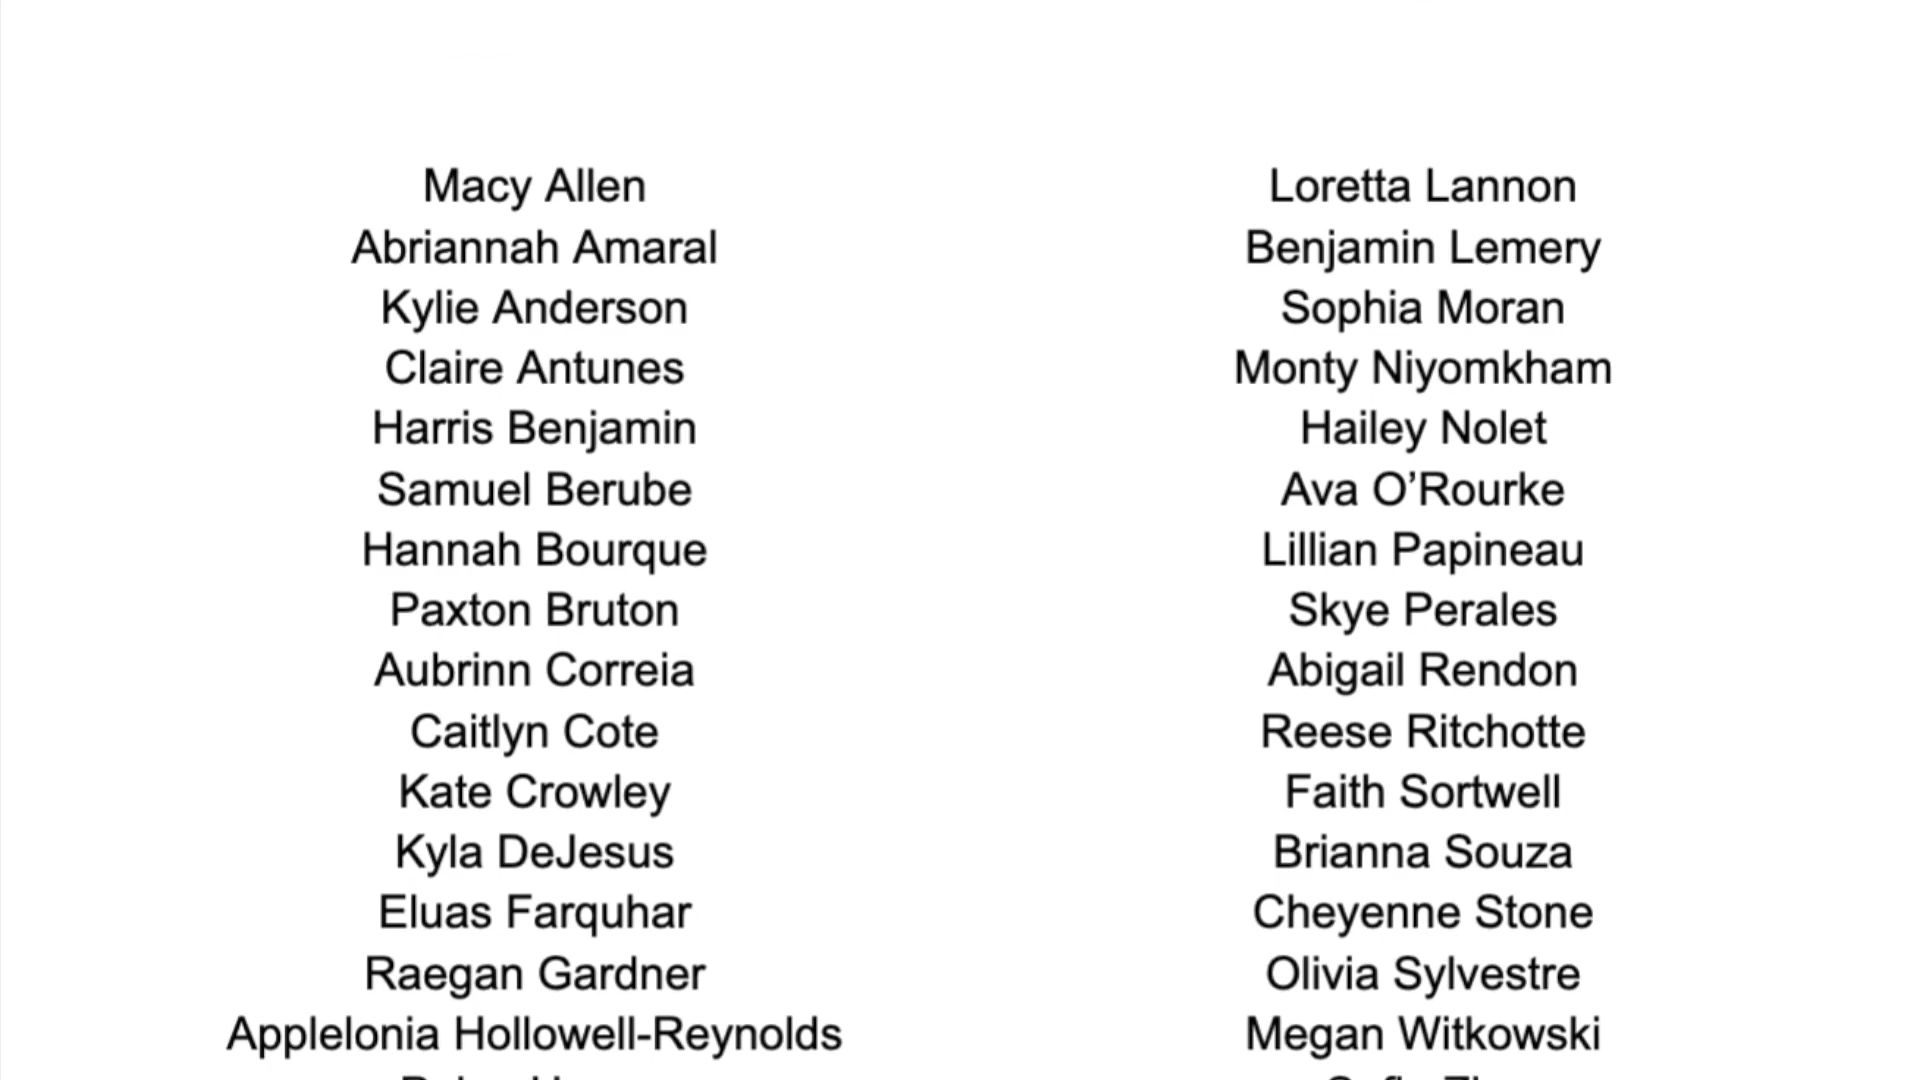 Macy Allen
Abriannah Amaral
Kylie Anderson
Claire Antunes
Harris Benjamin
Samuel Berube
Hannah Bourque
Paxton Bruton
Aubrinn Correia
Caitlyn Cote
Kate Crowley
Kyla DeJesus
Eluas Farquhar
Raegan Gardner
Applelonia Hollowell-Reynolds
Loretta Lannon
Benjamin Lemery
Sophia Moran
Monty Niyomkham
Hailey Nolet
Ava O’Rourke
Lillian Papineau
Skye Perales
Abigail Rendon
Reese Ritchotte
Faith Sortwell
Brianna Souza
Cheyenne Stone
Olivia Sylvestre
Megan Witkowski